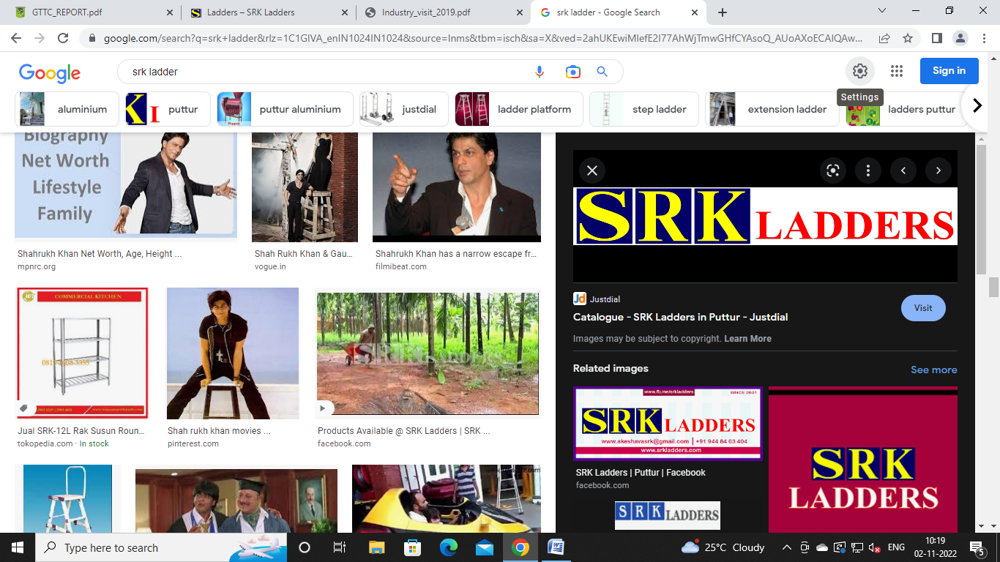 GTTC_REPORT.pdf
Ladders – SRK Ladders
Industry_visit_2019.pdf
srk ladder - Google Search
google.com/search?q=srk+ladder&rlz=1C1GIVA_enIN1024IN1024&source=lnms&tbm=isch&sa=X&ved=2ahUKEwiMlefE2I77AhWjTmwGHfCYAsoQ_AUoAXoECAIQAw...
Google
srk ladder
Sign in
Settings
aluminium
K I
puttur
puttur aluminium
justdial
ladder platform
step ladder
extension ladder
ladders puttur
Biography
Net Worth
Lifestyle
Family
Shahrukh Khan Net Worth, Age, Height ...
mpnrc.org
Shah Rukh Khan & Gau...
vogue.in
Shahrukh Khan has a narrow escape fr...
filmibeat.com
COMMERCIAL KITCHEN
Jual SRK-12L Rak Susun Roun...
tokopedia.com · In stock
Shah rukh khan movies ...
pinterest.com
SRK LADDERS
Products Available @ SRK Ladders | SRK ...
facebook.com
SRK LADDERS
Jd Justdial
Catalogue - SRK Ladders in Puttur - Justdial
Visit
Images may be subject to copyright. Learn More
Related images
See more
www.fb.me/srkladders
SINCE 2001
SRK LADDERS
www.akeshavasrk@gmail.com | +91 944 84 63 404
www.srkladders.com
SRK Ladders | Puttur | Facebook
facebook.com
SRK LADDERS
SRK
LADDERS
Type here to search
25°C Cloudy
ENG
10:19
02-11-2022
5